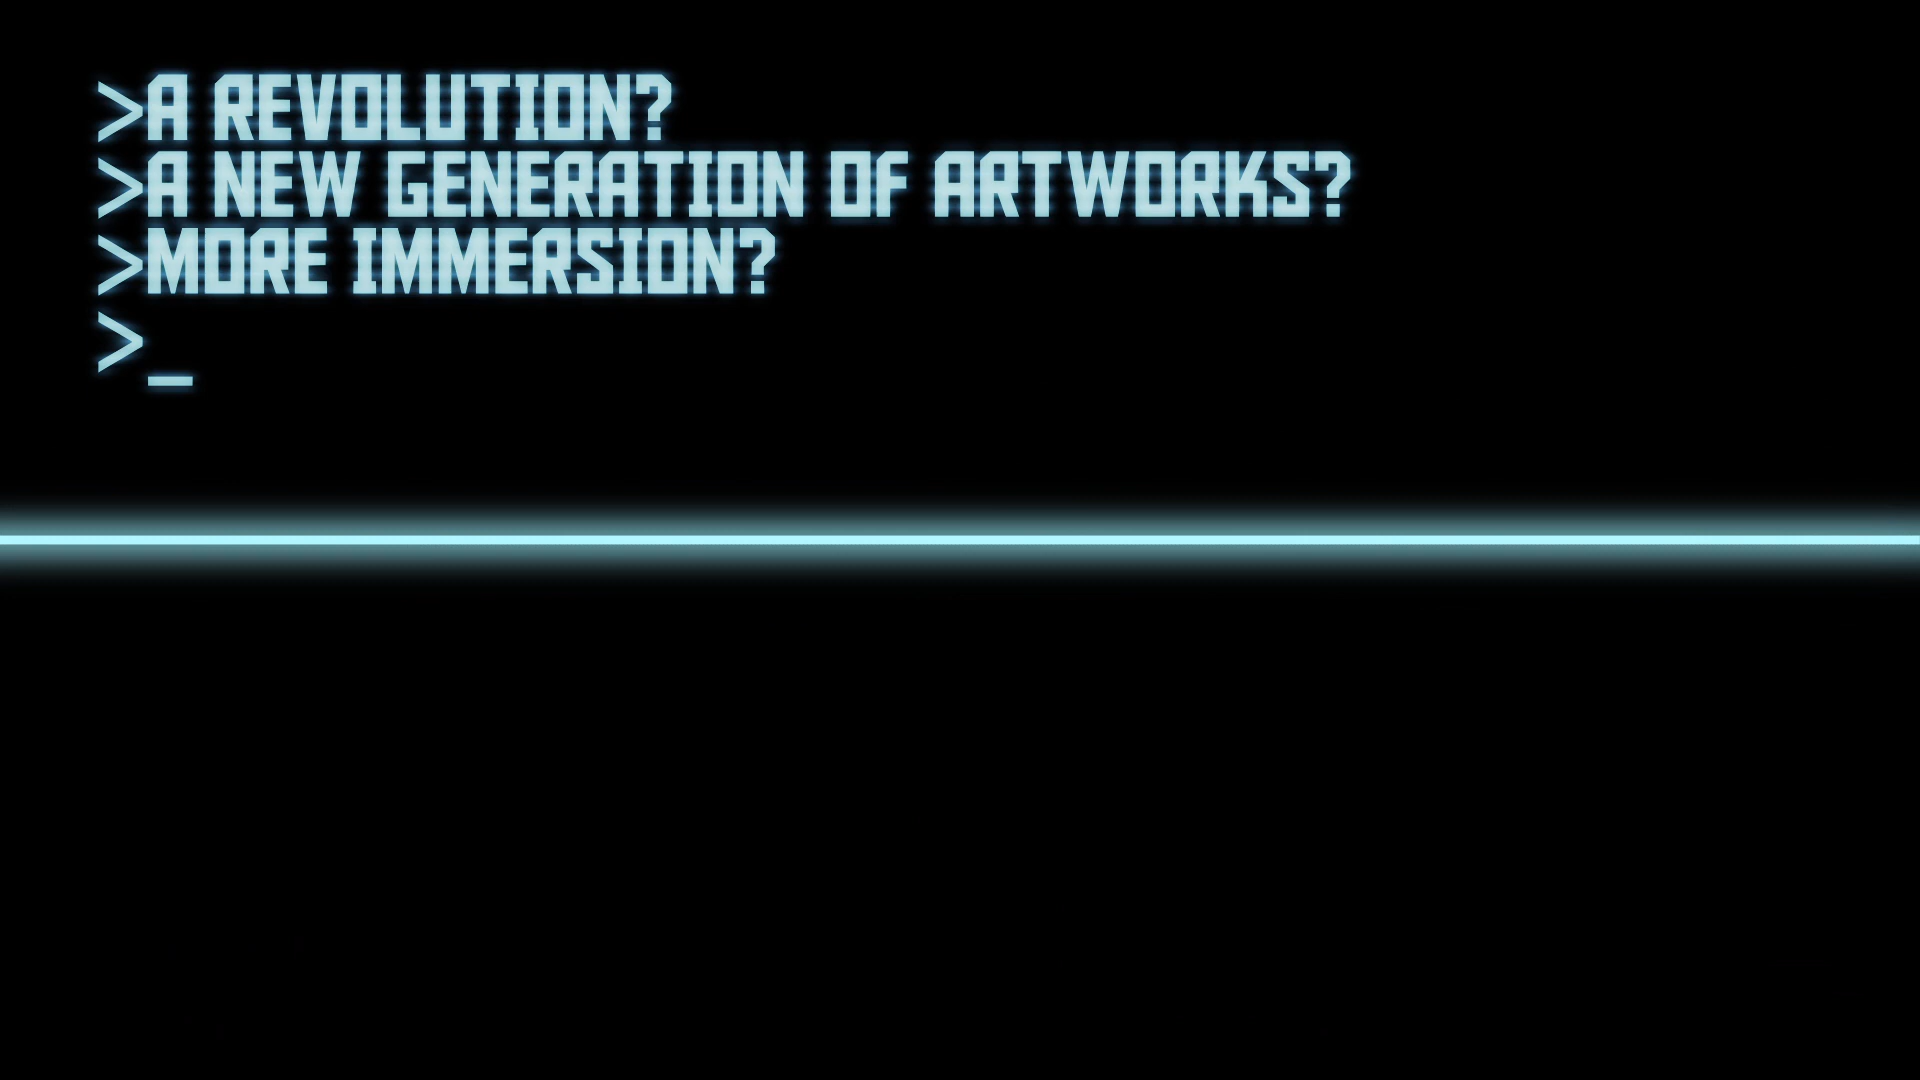 >A REVOLUTION?
>A NEW GENERATION OF ARTWORKS?
>MORE IMMERSION?
>_